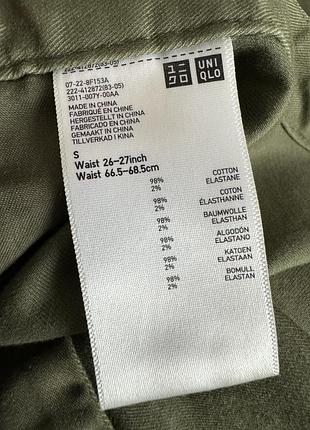 ユニ UNI
クロ QLO
07-22-8F153A
222-412872(83-05)
3011-007Y-00AA
MADE IN CHINA
FABRIQUÉ EN CHINE
HERGESTELLT IN CHINA
FABRICADO EN CHINA
GEMAAKT IN CHINA
TILLVERKAD I KINA
S
Waist 26-27inch
Waist 66.5-68.5cm
98% COTTON
2% ELASTANE
98% COTON
2% ÉLASTHANNE
98% BAUMWOLLE
2% ELASTHAN
98% ALGODÓN
2% ELASTANO
98% KATOEN
2% ELASTAAN
98% BOMULL
2% ELASTAN